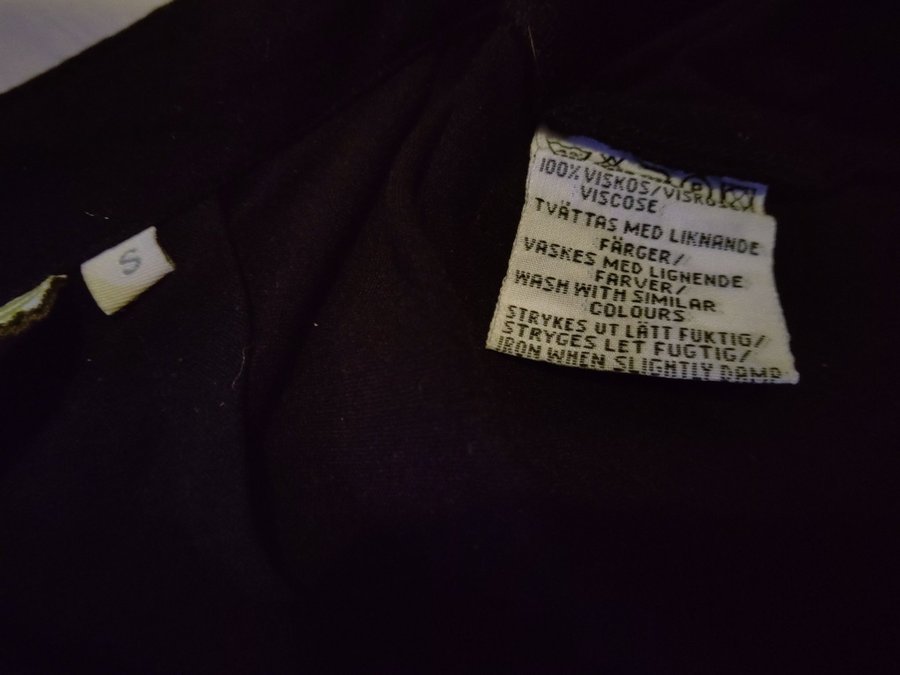 S
100% VISKOS/VISKOSE/
VISCOSE
TVÄTTAS MED LIKNANDE
FÄRGER/
VASKES MED LIGNENDE
FARVER/
WASH WITH SIMILAR
COLOURS
STRYKES UT LÄTT FUKTIG/
STRYGES LET FUGTIG/
IRON WHEN SLIGHTLY DAMP